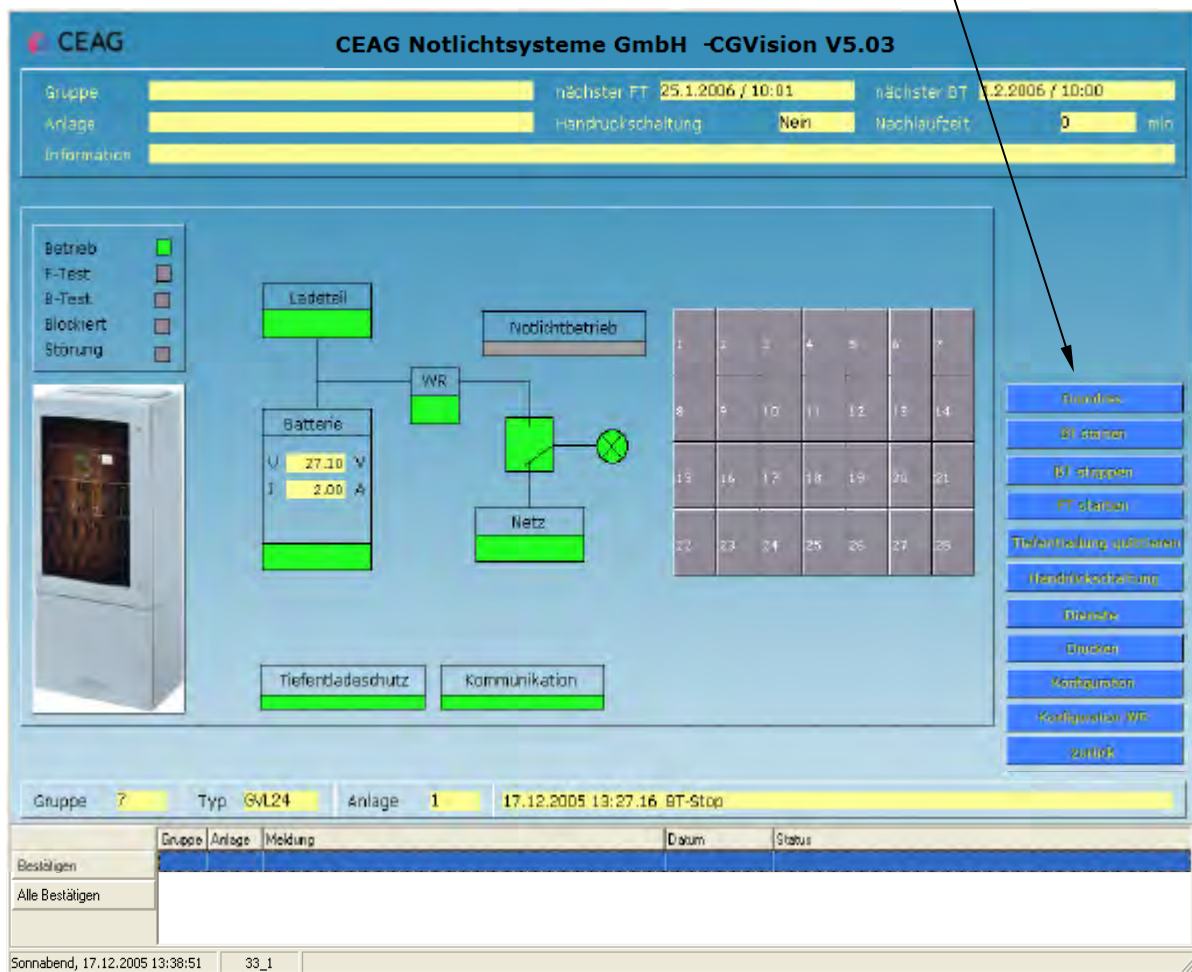 CEAG
CEAG Notlichtsysteme GmbH -CGVision V5.03
Gruppe
nächster FT 25.1.2006 / 10:01
nächster BT 1.2.2006 / 10:00
Anlage
Handrückschaltung Nein
Nachlaufzeit 0 min
Information
Betrieb
F-Test
B-Test
Blockiert
Störung
Ladeteil
Notlichtbetrieb
WR
Batterie
U 27.10 V
I 2.00 A
Netz
1 2 3 4 5 6 7
8 9 10 11 12 13 14
15 16 17 18 19 20 21
22 23 24 25 26 27 28
Tiefentladeschutz
Kommunikation
BT starten
BT stoppen
FT starten
Tiefentladung quittieren
Handrückschaltung
Dienste
Drucken
Konfiguration
Konfiguration WR
zurück
Gruppe 7 Typ GVL24 Anlage 1 17.12.2005 13:27.16 BT-Stop
Gruppe Anlage Meldung Datum Status
Bestätigen
Alle Bestätigen
Sonnabend, 17.12.2005 13:38:51 33_1